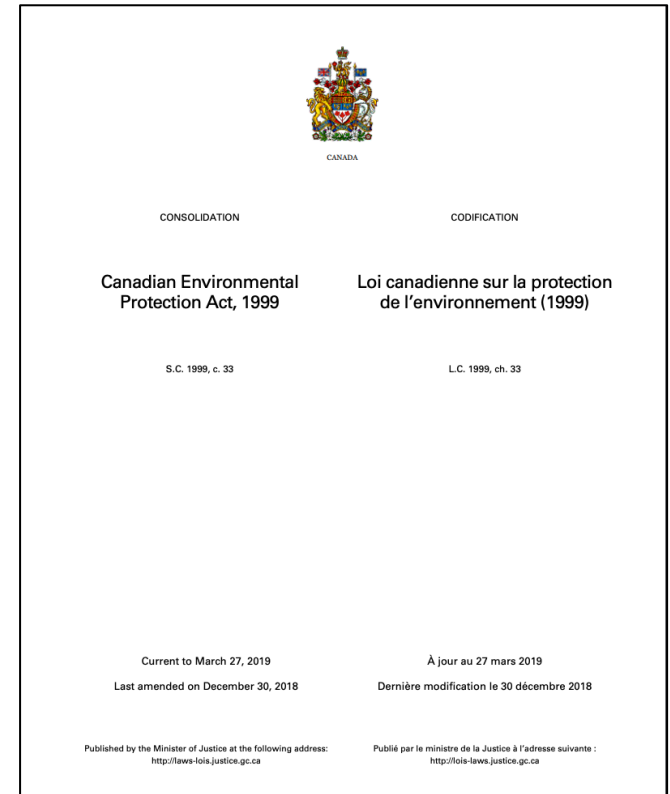 CANADA
CONSOLIDATION
Canadian Environmental
Protection Act, 1999
S.C. 1999, c. 33
Current to March 27, 2019
Last amended on December 30, 2018
Published by the Minister of Justice at the following address:
http://laws-lois.justice.gc.ca
CODIFICATION
Loi canadienne sur la protection
de l’environnement (1999)
L.C. 1999, ch. 33
À jour au 27 mars 2019
Dernière modification le 30 décembre 2018
Publié par le ministre de la Justice à l’adresse suivante :
http://lois-laws.justice.gc.ca